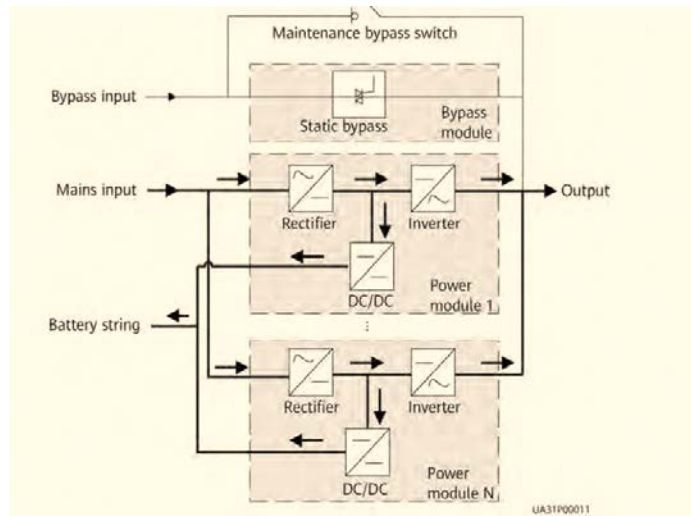 Maintenance bypass switch
Bypass input
Static bypass
Bypass
module
Mains input
Output
Rectifier
Inverter
DC/DC
Power
module 1
Battery string
Rectifier
Inverter
DC/DC
Power
module N
UA31P00011